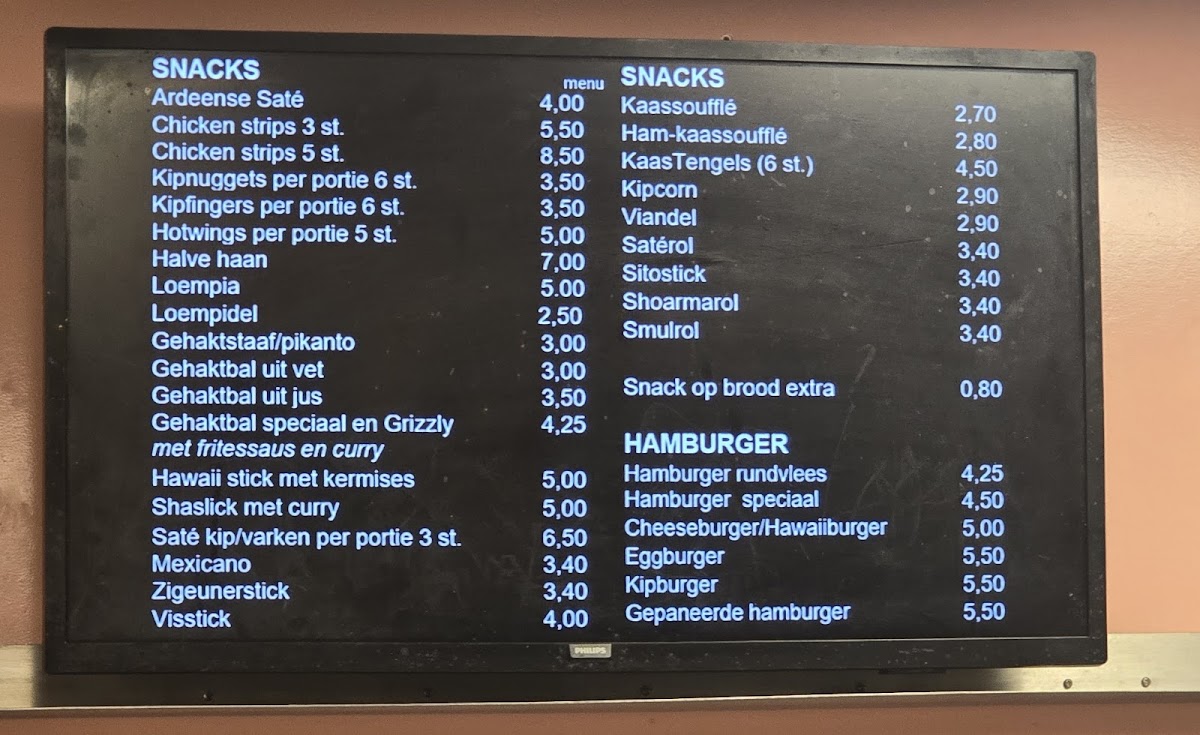 SNACKS
menu
Ardeense Saté 4,00
Chicken strips 3 st. 5,50
Chicken strips 5 st. 8,50
Kipnuggets per portie 6 st. 3,50
Kipfingers per portie 6 st. 3,50
Hotwings per portie 5 st. 5,00
Halve haan 7,00
Loempia 5.00
Loempidel 2,50
Gehaktstaaf/pikanto 3,00
Gehaktbal uit vet 3,00
Gehaktbal uit jus 3,50
Gehaktbal speciaal en Grizzly 4,25
met fritessaus en curry
Hawaii stick met kermises 5,00
Shaslick met curry 5,00
Saté kip/varken per portie 3 st. 6,50
Mexicano 3,40
Zigeunerstick 3,40
Visstick 4,00
SNACKS
Kaassoufflé 2,70
Ham-kaassoufflé 2,80
KaasTengels (6 st.) 4,50
Kipcorn 2,90
Viandel 2,90
Satérol 3,40
Sitostick 3,40
Shoarmarol 3,40
Smulrol 3,40
Snack op brood extra 0,80
HAMBURGER
Hamburger rundvlees 4,25
Hamburger speciaal 4,50
Cheeseburger/Hawaiiburger 5,00
Eggburger 5,50
Kipburger 5,50
Gepaneerde hamburger 5,50
PHILIPS